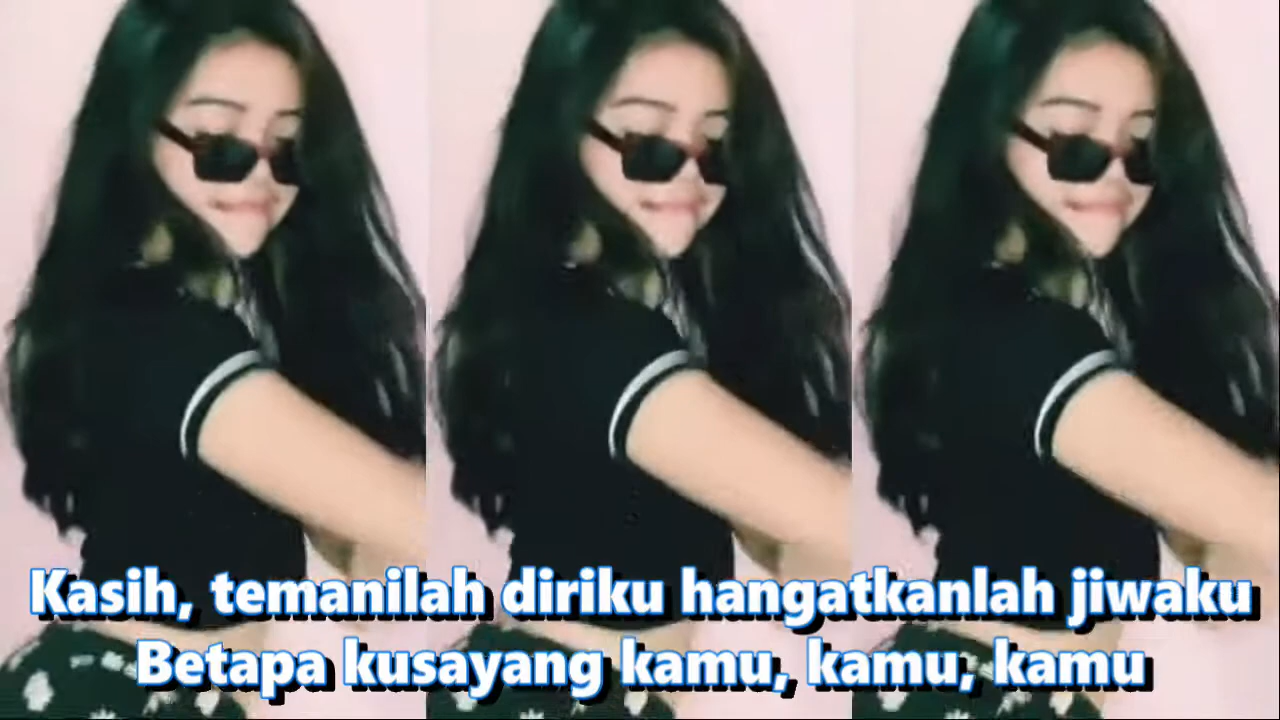 Kasih, temanilah diriku hangatkanlah jiwaku
Betapa kusayang kamu, kamu, kamu